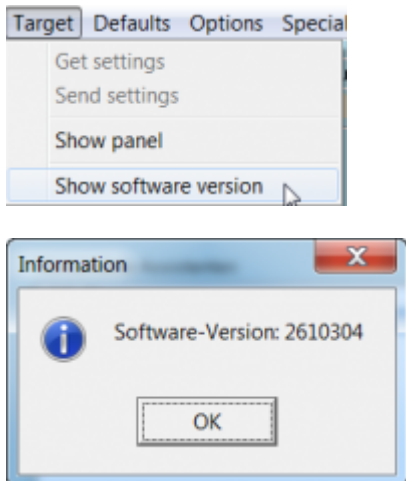 Target Defaults Options Special
Get settings
Send settings
Show panel
Show software version
Information
Software-Version: 2610304
OK